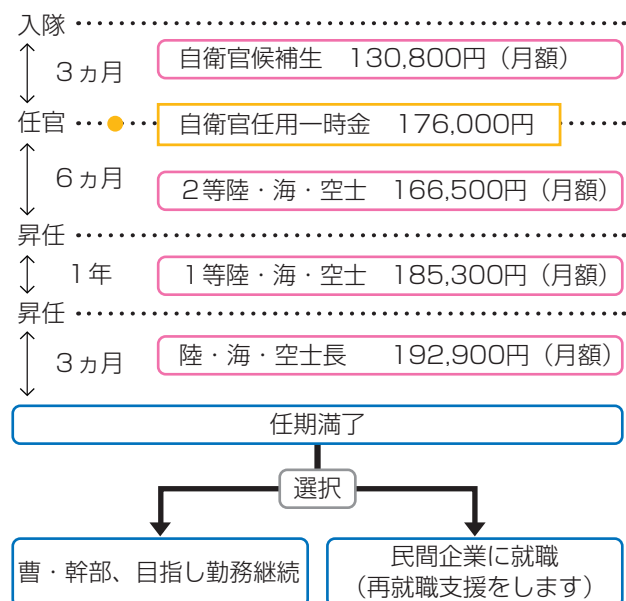 入隊
3ヵ月
自衛官候補生 130,800円（月額）
任官
自衛官任用一時金 176,000円
6ヵ月
2等陸・海・空士 166,500円（月額）
昇任
1年
1等陸・海・空士 185,300円（月額）
昇任
3ヵ月
陸・海・空士長 192,900円（月額）
任期満了
選択
曹・幹部、目指し勤務継続
民間企業に就職
（再就職支援をします）